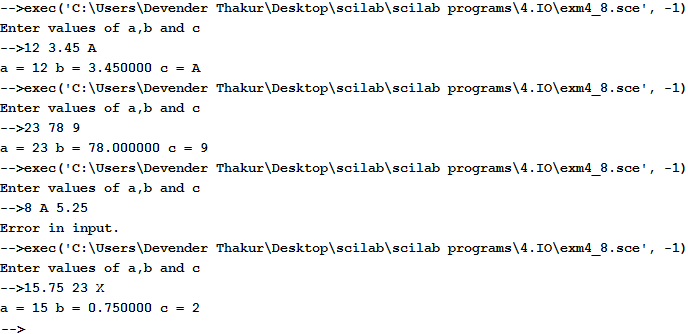 -->exec('C:\Users\Devender Thakur\Desktop\scilab\scilab programs\4.IO\exm4_8.sce', -1)
Enter values of a,b and c
-->12 3.45 A
a = 12 b = 3.450000 c = A
-->exec('C:\Users\Devender Thakur\Desktop\scilab\scilab programs\4.IO\exm4_8.sce', -1)
Enter values of a,b and c
-->23 78 9
a = 23 b = 78.000000 c = 9
-->exec('C:\Users\Devender Thakur\Desktop\scilab\scilab programs\4.IO\exm4_8.sce', -1)
Enter values of a,b and c
-->8 A 5.25
Error in input.
-->exec('C:\Users\Devender Thakur\Desktop\scilab\scilab programs\4.IO\exm4_8.sce', -1)
Enter values of a,b and c
-->15.75 23 X
a = 15 b = 0.750000 c = 2
-->